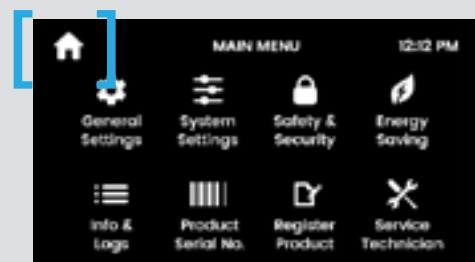 MAIN MENU 12:12 PM
General System Safety & Energy
Settings Settings Security Saving
Info & Product Register Service
Logs Serial No. Product Technician